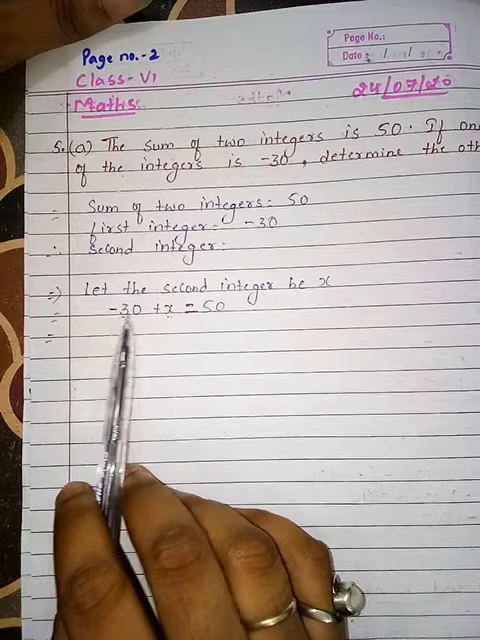 Page no.-2
Page No.:
Class-VI
Date: / /
Maths
24/07/20
5.(a) The sum of two integers is 50. If
of the integers is -30, determine the
= Sum of two integers= 50
First integer= -30
∴ Second integer=
=) Let the second integer be x
= -30 + x = 50
=